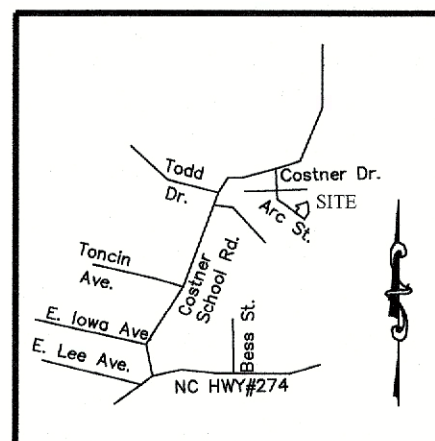 Todd
Dr.
Costner Dr.
SITE
Arc St.
Toncin
Ave.
Costner
School Rd.
E. Iowa Ave
E. Lee Ave.
Bess St.
NC HWY#274